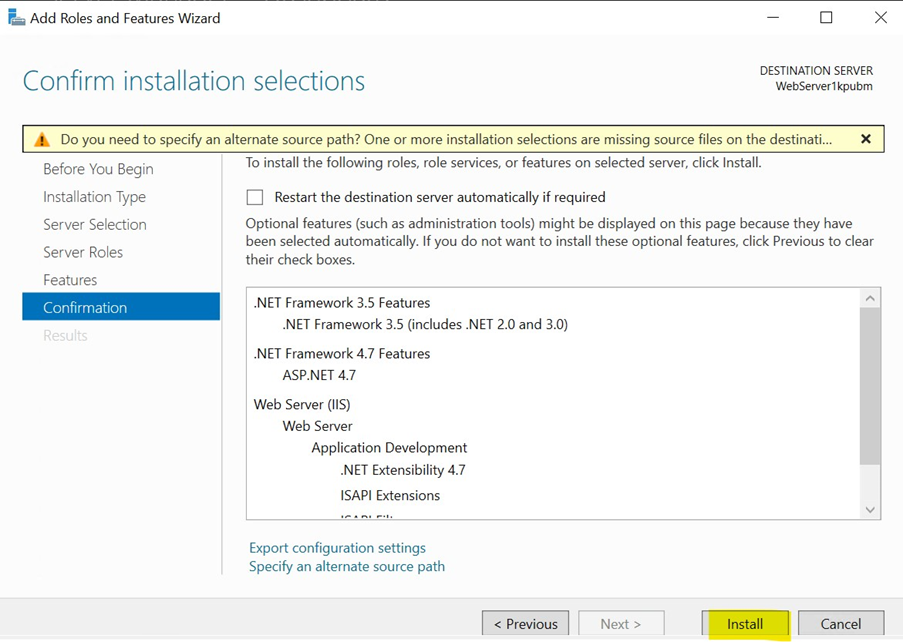 Add Roles and Features Wizard
Confirm installation selections
DESTINATION SERVER
WebServer1kpubm
Do you need to specify an alternate source path? One or more installation selections are missing source files on the destinati...
Before You Begin
Installation Type
Server Selection
Server Roles
Features
Confirmation
Results
To install the following roles, role services, or features on selected server, click Install.
Restart the destination server automatically if required
Optional features (such as administration tools) might be displayed on this page because they have
been selected automatically. If you do not want to install these optional features, click Previous to clear
their check boxes.
.NET Framework 3.5 Features
.NET Framework 3.5 (includes .NET 2.0 and 3.0)
.NET Framework 4.7 Features
ASP.NET 4.7
Web Server (IIS)
Web Server
Application Development
.NET Extensibility 4.7
ISAPI Extensions
Export configuration settings
Specify an alternate source path
< Previous
Next >
Install
Cancel